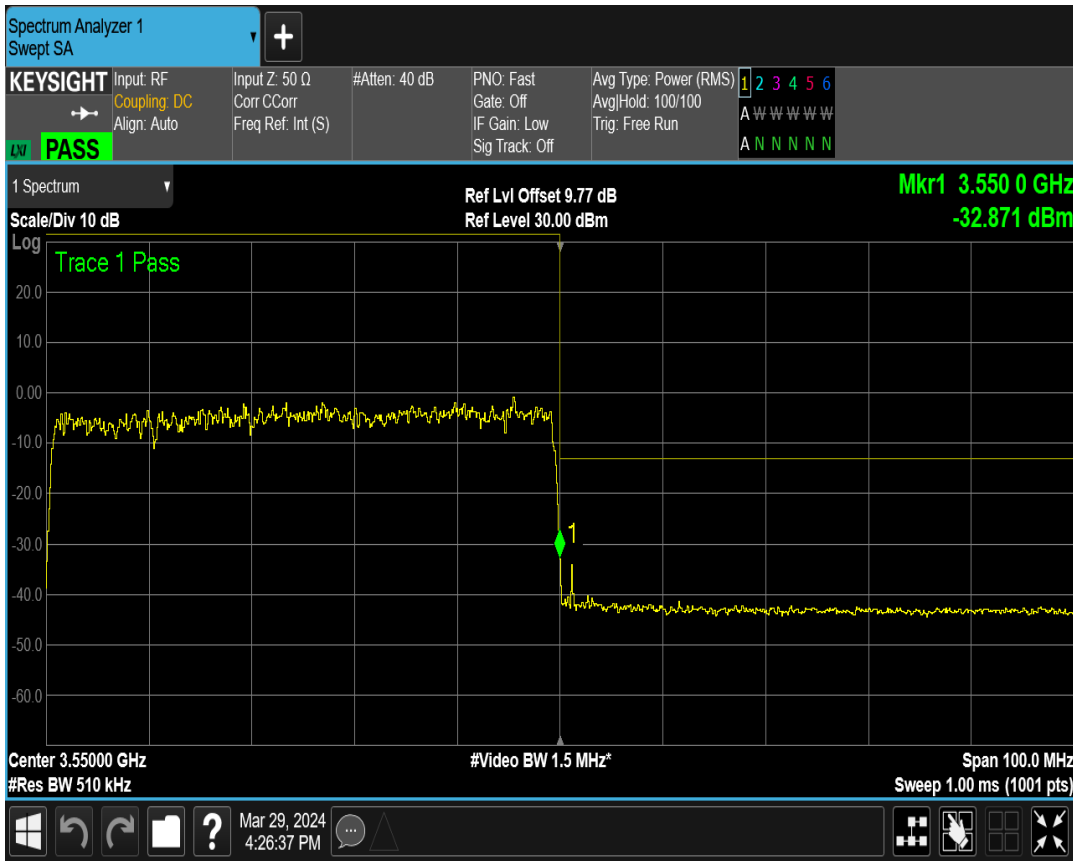 Spectrum Analyzer 1
Swept SA
KEYSIGHT
LXI PASS
Input: RF
Coupling: DC
Align: Auto
Input Z: 50 Ω
Corr CCorr
Freq Ref: Int (S)
#Atten: 40 dB
PNO: Fast
Gate: Off
IF Gain: Low
Sig Track: Off
Avg Type: Power (RMS)
Avg|Hold: 100/100
Trig: Free Run
1 2 3 4 5 6
A W W W W W
A N N N N N
1 Spectrum
Scale/Div 10 dB
Ref Lvl Offset 9.77 dB
Ref Level 30.00 dBm
Mkr1 3.550 0 GHz
-32.871 dBm
Log
Trace 1 Pass
20.0
10.0
0.00
-10.0
-20.0
1
-30.0
-40.0
-50.0
-60.0
Center 3.55000 GHz
#Res BW 510 kHz
#Video BW 1.5 MHz*
Span 100.0 MHz
Sweep 1.00 ms (1001 pts)
?
Mar 29, 2024
4:26:37 PM